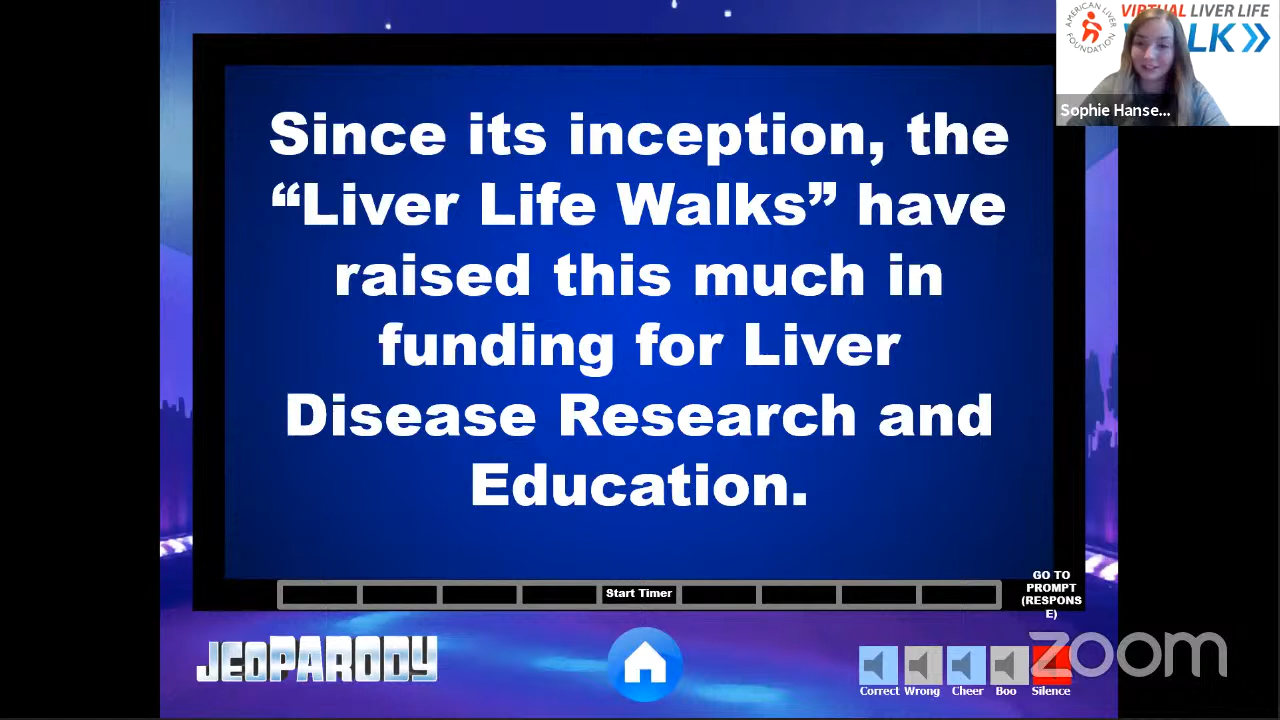 AMERICAN LIVER FOUNDATION
VIRTUAL LIVER LIFE
LK
Sophie Hanse...
Since its inception, the
“Liver Life Walks” have
raised this much in
funding for Liver
Disease Research and
Education.
Start Timer
GO TO
PROMPT
(RESPONS
E)
JEOPARODY
Correct Wrong Cheer Boo Silence
zoom